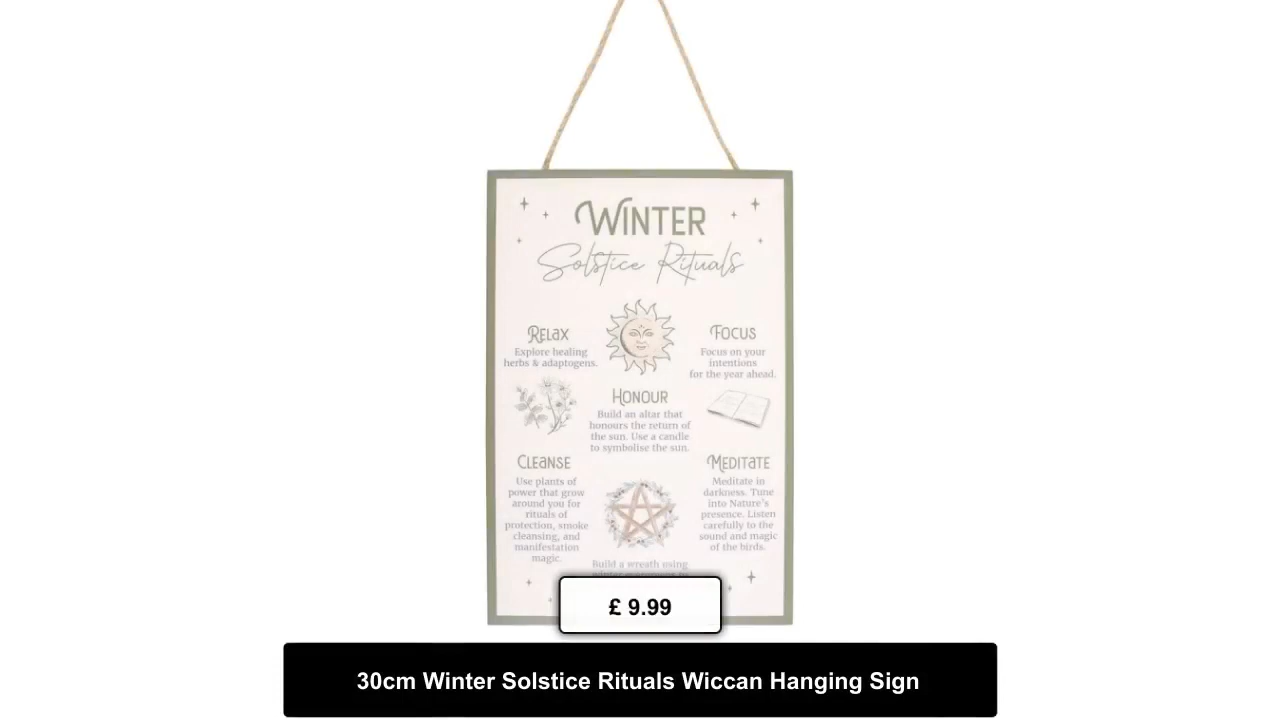 WINTER
Solstice Rituals
RELAX
Explore healing
herbs & adaptogens.
FOCUS
Focus on your
intentions
for the year ahead.
HONOUR
Build an altar that
honours the return of
the sun. Use a candle
to symbolise the sun.
CLEANSE
Use plants of
power that grow
around you for
rituals of
protection, smoke
cleansing, and
manifestation
magic.
MEDITATE
Meditate in
darkness. Tune
into Nature's
presence. Listen
carefully to the
sound and magic
of the birds.
Build a wreath using
£ 9.99
30cm Winter Solstice Rituals Wiccan Hanging Sign